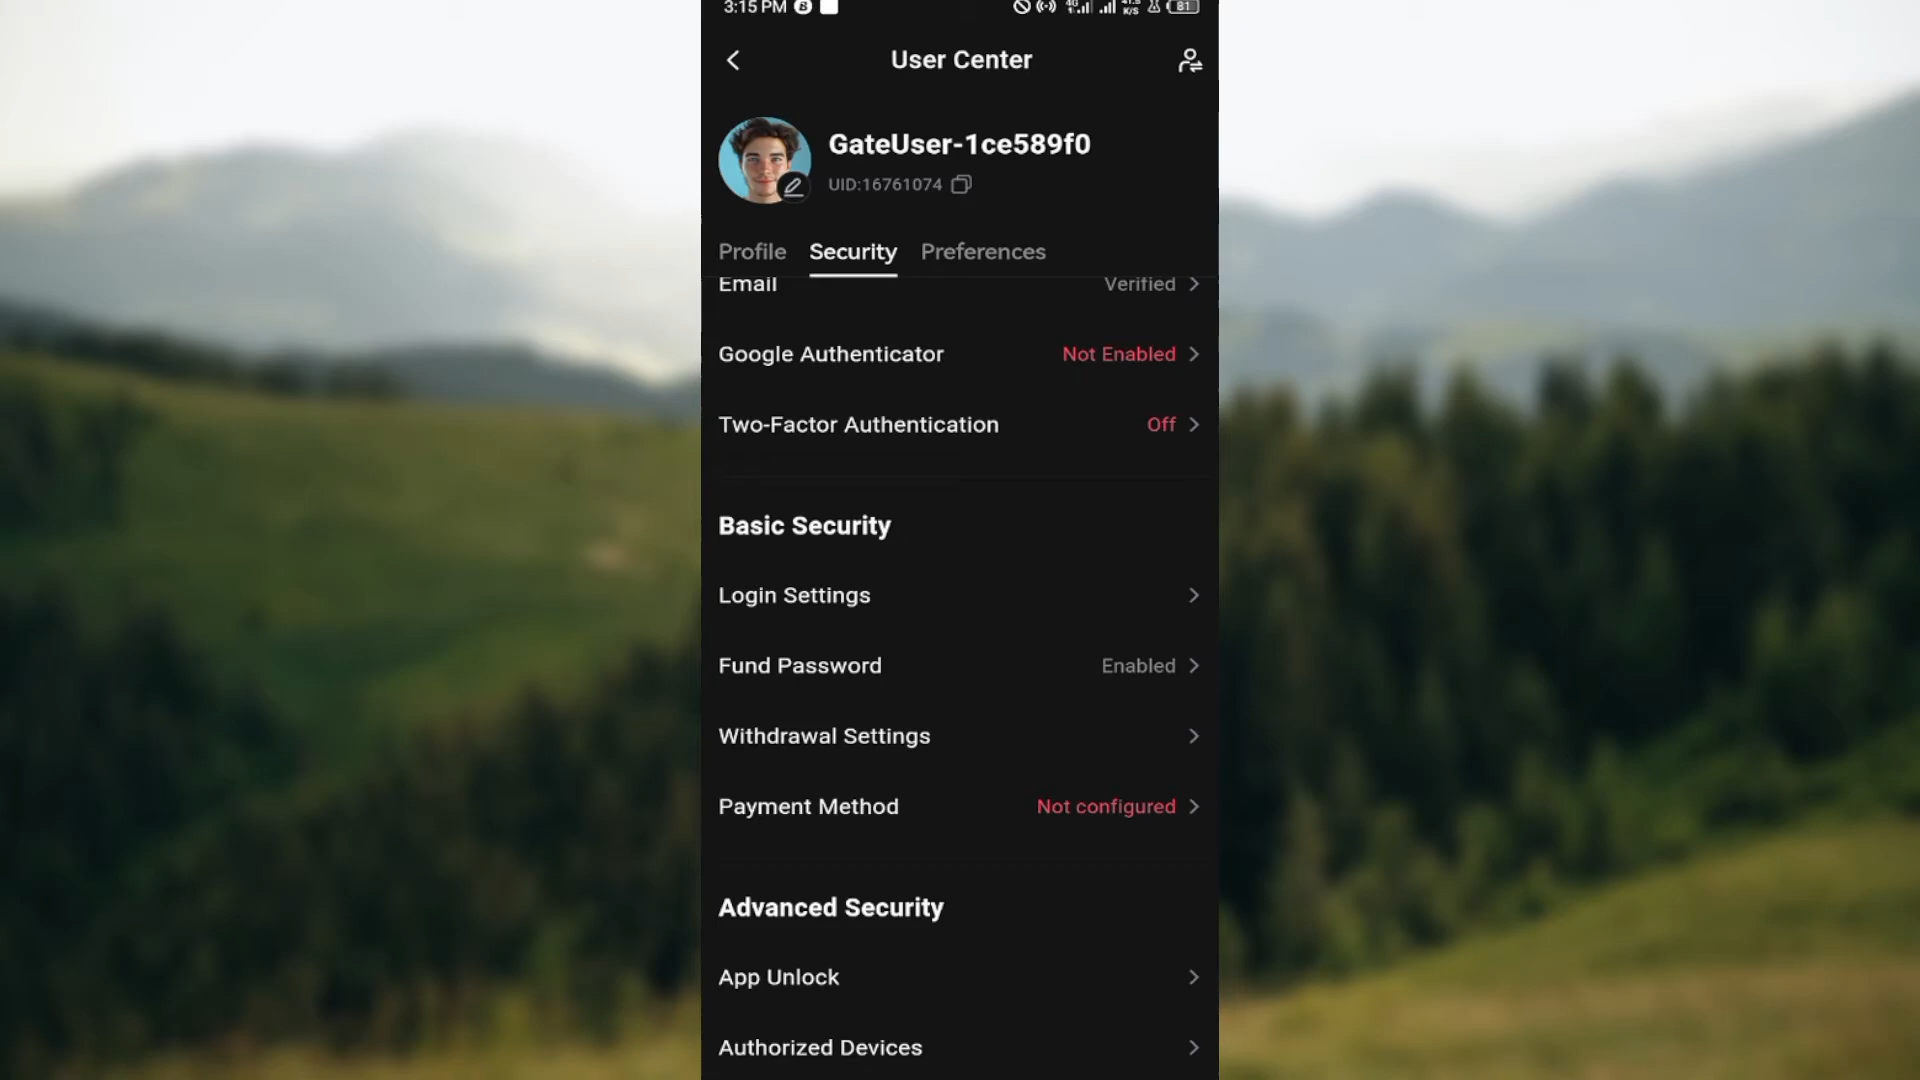 3:15 PM
81
User Center
GateUser-1ce589f0
UID:16761074
Profile Security Preferences
Email Verified
Google Authenticator Not Enabled
Two-Factor Authentication Off
Basic Security
Login Settings
Fund Password Enabled
Withdrawal Settings
Payment Method Not configured
Advanced Security
App Unlock
Authorized Devices